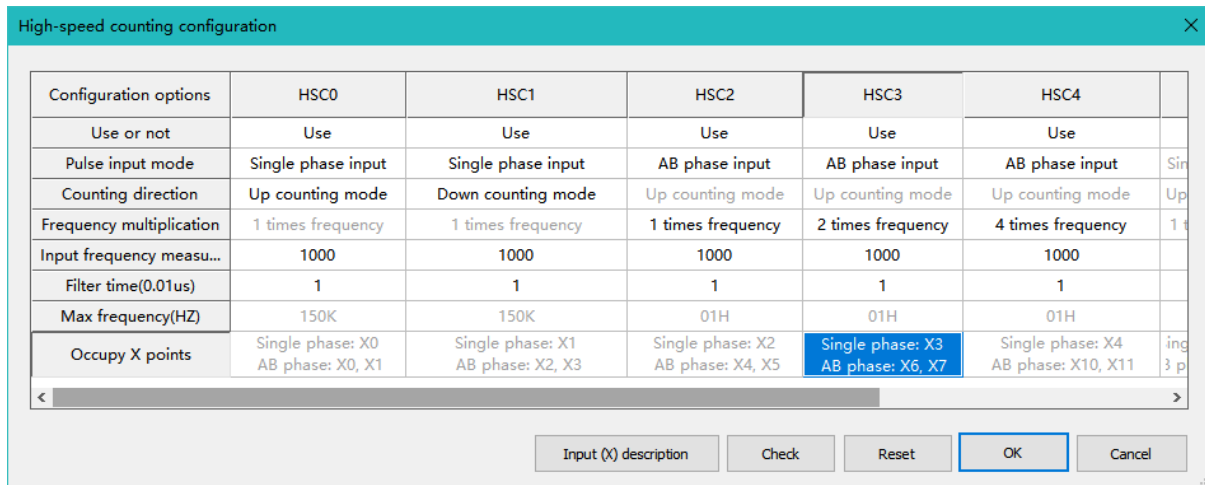 High-speed counting configuration
Configuration options HSC0 HSC1 HSC2 HSC3 HSC4
Use or not Use Use Use Use Use
Pulse input mode Single phase input Single phase input AB phase input AB phase input AB phase input Sin
Counting direction Up counting mode Down counting mode Up counting mode Up counting mode Up counting mode Up
Frequency multiplication 1 times frequency 1 times frequency 1 times frequency 2 times frequency 4 times frequency 1 t
Input frequency measu... 1000 1000 1000 1000 1000
Filter time(0.01us) 1 1 1 1 1
Max frequency(HZ) 150K 150K 01H 01H 01H
Occupy X points Single phase: X0 Single phase: X1 Single phase: X2 Single phase: X3 Single phase: X4 ing
AB phase: X0, X1 AB phase: X2, X3 AB phase: X4, X5 AB phase: X6, X7 AB phase: X10, X11 3 p
Input (X) description Check Reset OK Cancel